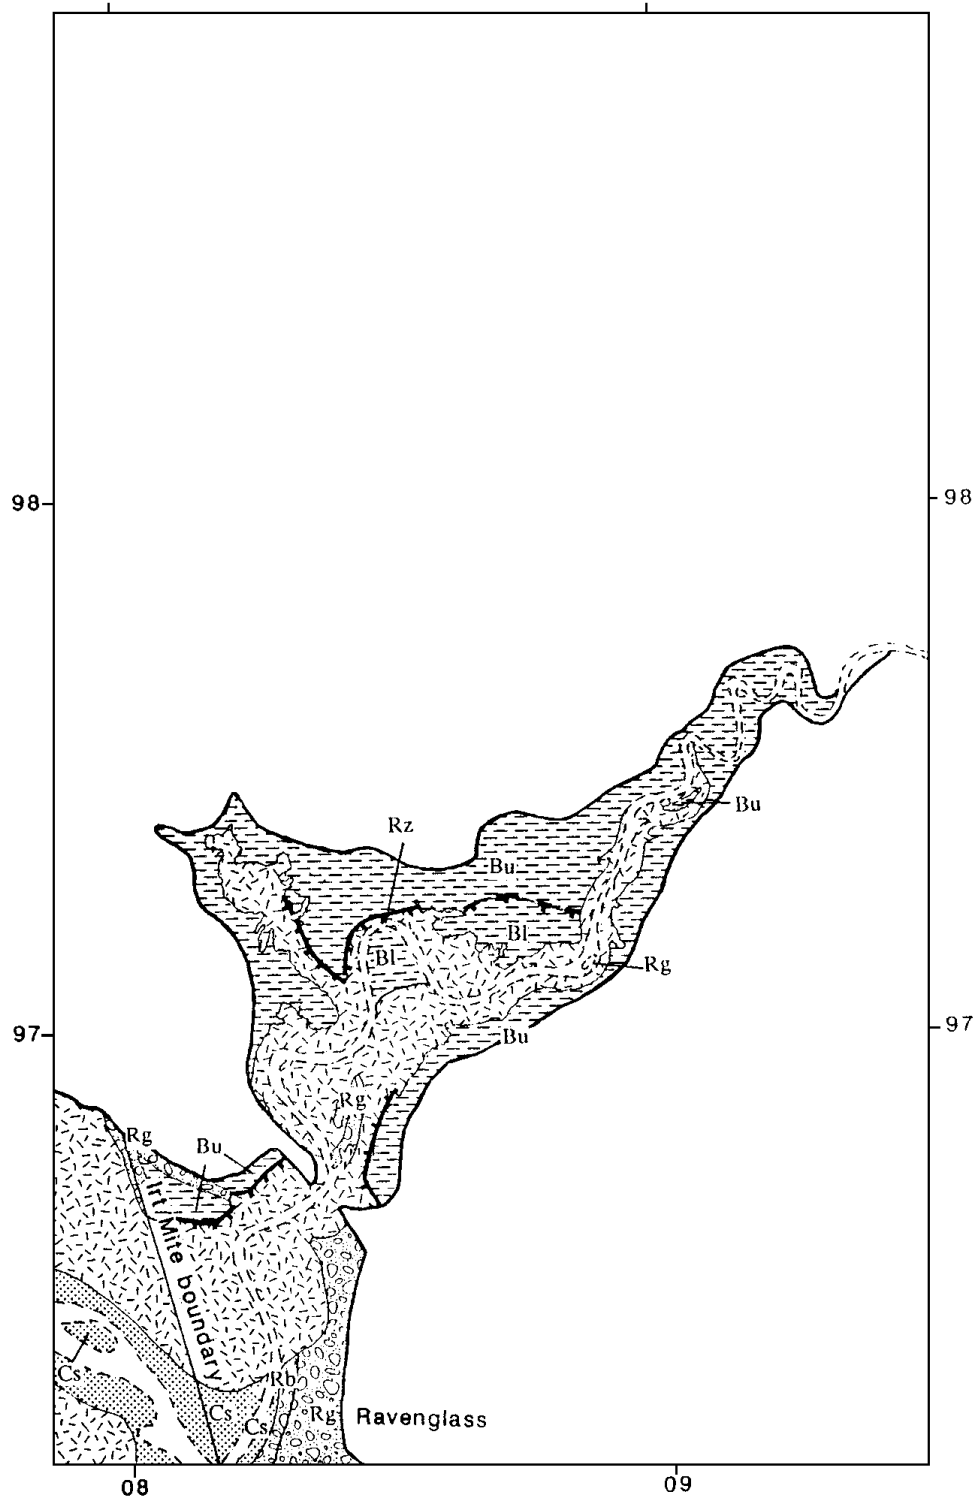 98
98
Bu
Rz
Bu
Bl
Bl
Rg
97
97
Bu
Rg
Rg
Bu
Irt Mite boundary
Cs
Rb
Cs
Rg
Ravenglass
Cs
08
09